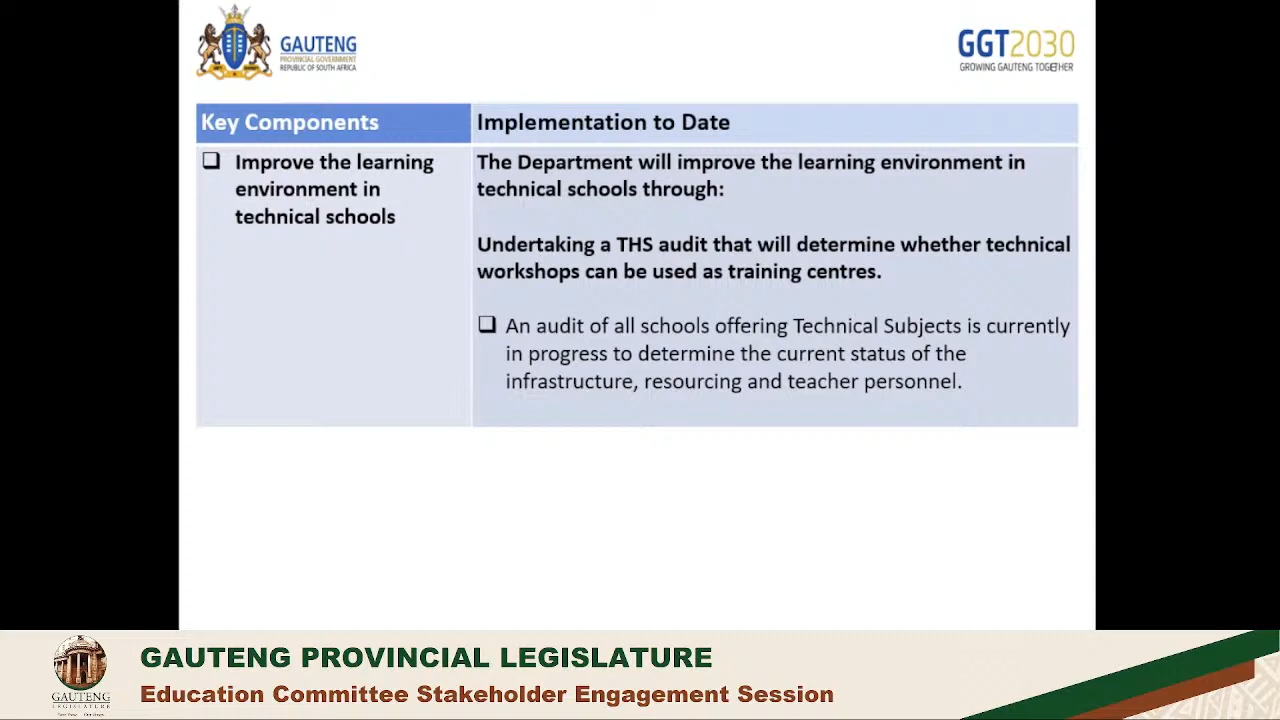 GAUTENG
PROVINCIAL GOVERNMENT
REPUBLIC OF SOUTH AFRICA
GGT2030
GROWING GAUTENG TOGETHER
Key Components
Implementation to Date
Improve the learning
environment in
technical schools
The Department will improve the learning environment in
technical schools through:
Undertaking a THS audit that will determine whether technical
workshops can be used as training centres.
An audit of all schools offering Technical Subjects is currently
in progress to determine the current status of the
infrastructure, resourcing and teacher personnel.
GAUTENG
LEGISLATURE
GAUTENG PROVINCIAL LEGISLATURE
Education Committee Stakeholder Engagement Session